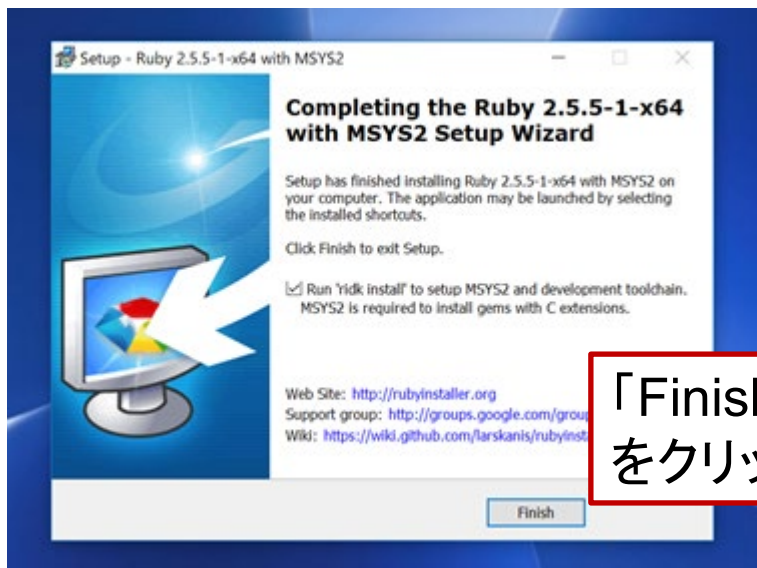 Setup - Ruby 2.5.5-1-x64 with MSYS2
Completing the Ruby 2.5.5-1-x64
with MSYS2 Setup Wizard
Setup has finished installing Ruby 2.5.5-1-x64 with MSYS2 on
your computer. The application may be launched by selecting
the installed shortcuts.
Click Finish to exit Setup.
Run 'ridk install' to setup MSYS2 and development toolchain.
MSYS2 is required to install gems with C extensions.
Web Site: http://rubyinstaller.org
Support group: http://groups.google.com/group
Wiki: https://wiki.github.com/larskanis/rubyinst
「Finish
をクリッ
Finish